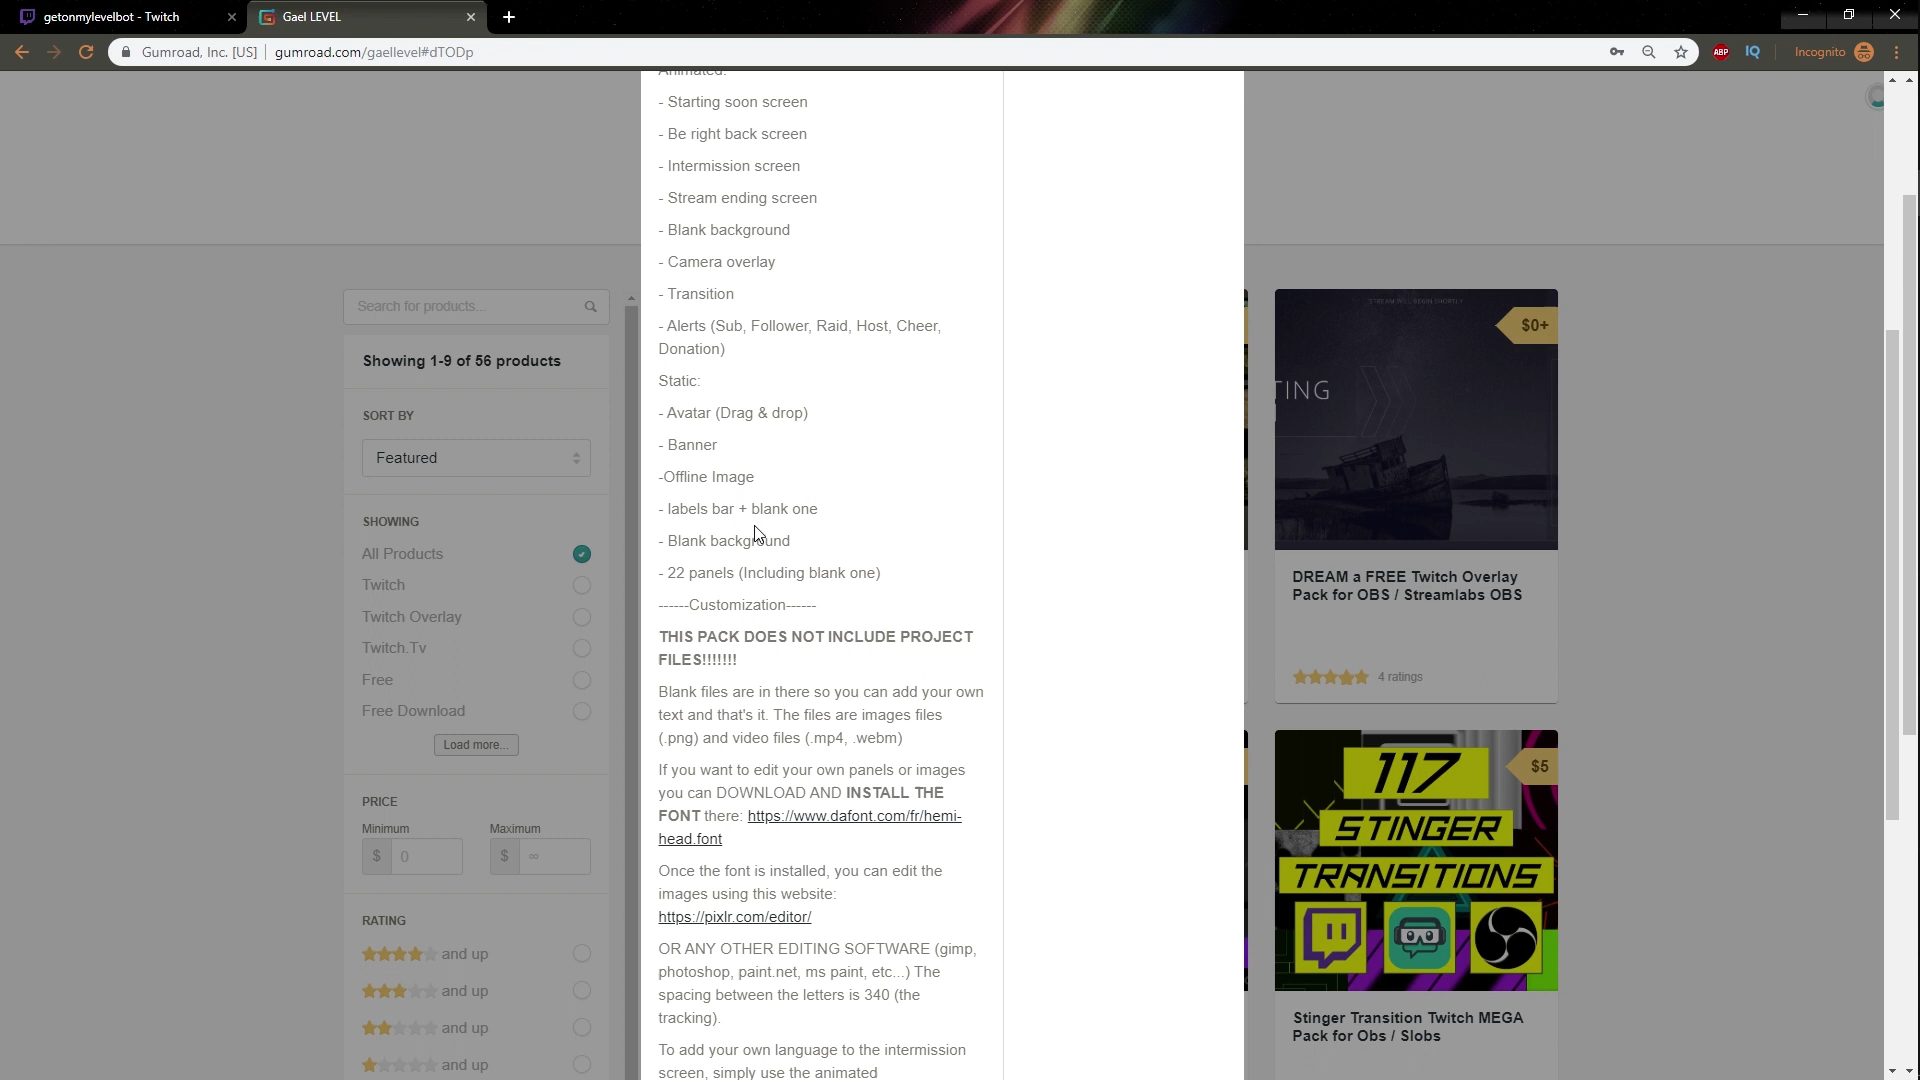 getonmylevelbot - Twitch
Gael LEVEL
Gumroad, Inc. [US]
gumroad.com/gaellevel#dTODp
ABP
IQ
Incognito
Animated:
- Starting soon screen
- Be right back screen
- Intermission screen
- Stream ending screen
- Blank background
- Camera overlay
- Transition
- Alerts (Sub, Follower, Raid, Host, Cheer,
Donation)
Static:
- Avatar (Drag & drop)
- Banner
-Offline Image
- labels bar + blank one
- Blank background
- 22 panels (Including blank one)
------Customization------
THIS PACK DOES NOT INCLUDE PROJECT
FILES!!!!!!!
Blank files are in there so you can add your own
text and that's it. The files are images files
(.png) and video files (.mp4, .webm)
If you want to edit your own panels or images
you can DOWNLOAD AND INSTALL THE
FONT there: https://www.dafont.com/fr/hemi-
head.font
Once the font is installed, you can edit the
images using this website:
https://pixlr.com/editor/
OR ANY OTHER EDITING SOFTWARE (gimp,
photoshop, paint.net, ms paint, etc...) The
spacing between the letters is 340 (the
tracking).
To add your own language to the intermission
screen, simply use the animated
Search for products...
Showing 1-9 of 56 products
SORT BY
Featured
SHOWING
All Products
Twitch
Twitch Overlay
Twitch.Tv
Free
Free Download
Load more...
PRICE
Minimum
Maximum
$ 0
$ ∞
RATING
and up
and up
and up
and up
STREAM WILL BEGIN SHORTLY
$0+
TING
DREAM a FREE Twitch Overlay
Pack for OBS / Streamlabs OBS
4 ratings
$5
117
STINGER
TRANSITIONS
Stinger Transition Twitch MEGA
Pack for Obs / Slobs